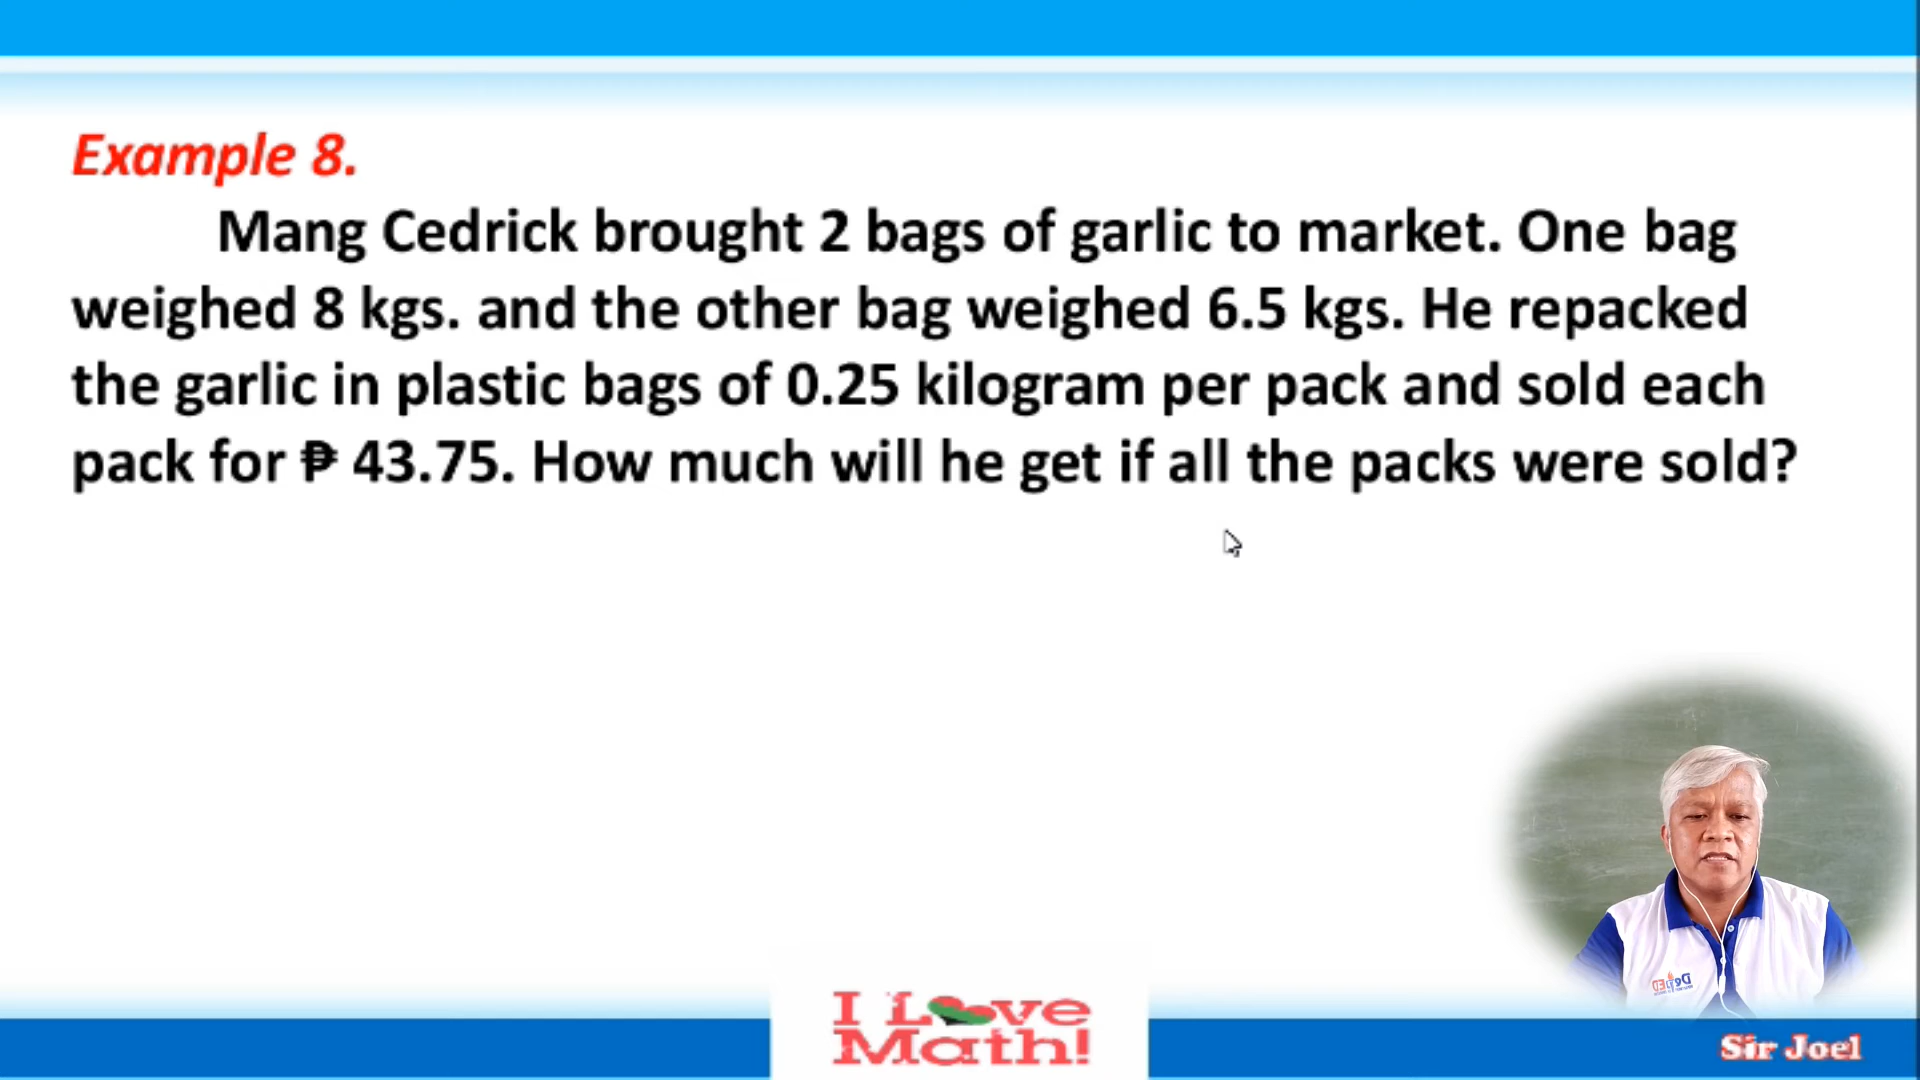 Example 8.
Mang Cedrick brought 2 bags of garlic to market. One bag
weighed 8 kgs. and the other bag weighed 6.5 kgs. He repacked
the garlic in plastic bags of 0.25 kilogram per pack and sold each
pack for ₱ 43.75. How much will he get if all the packs were sold?
DepED
I Love
Math!
Sir Joel